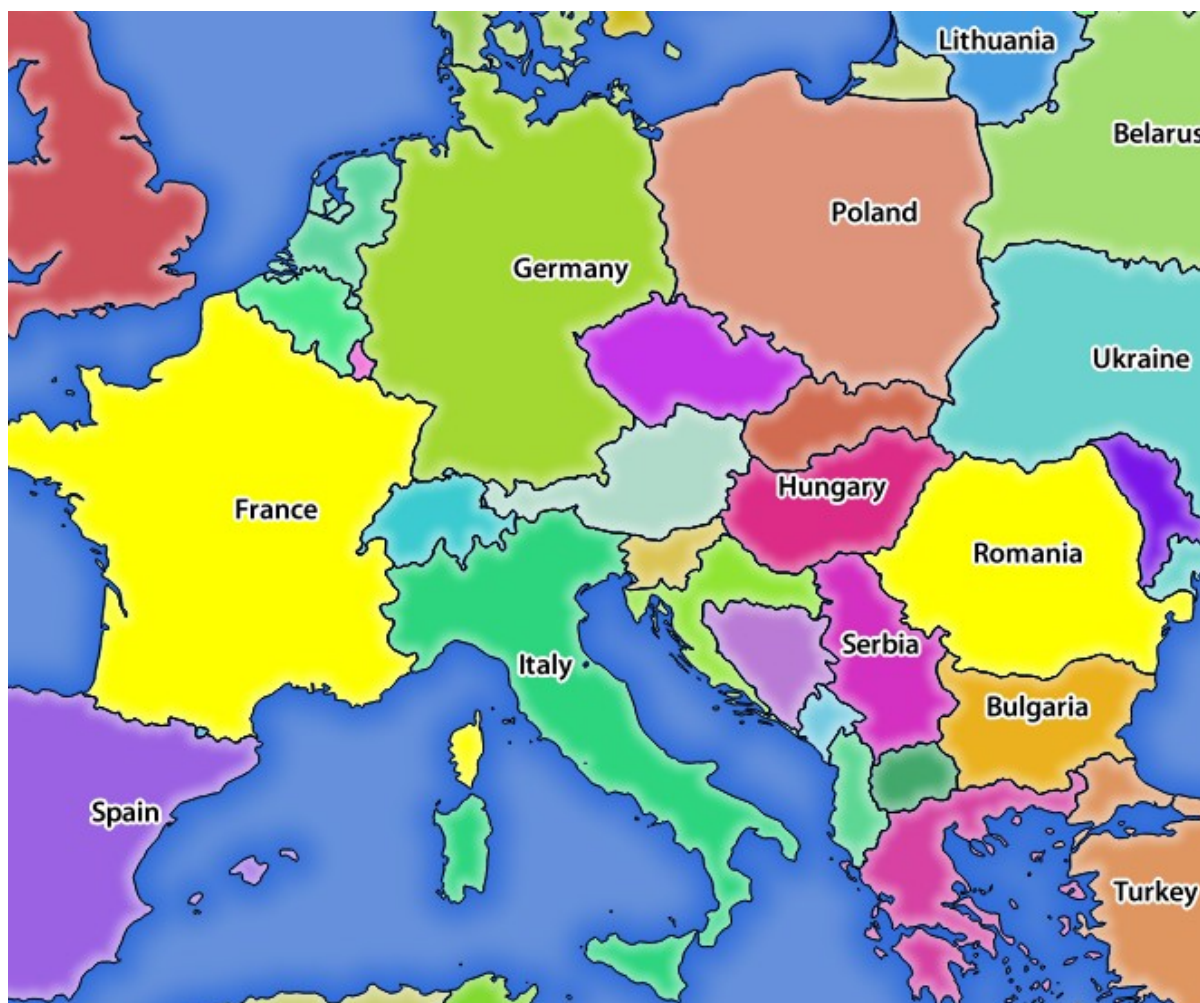 Lithuania
Belarus
Poland
Germany
Ukraine
Hungary
France
Romania
Serbia
Italy
Bulgaria
Spain
Turkey